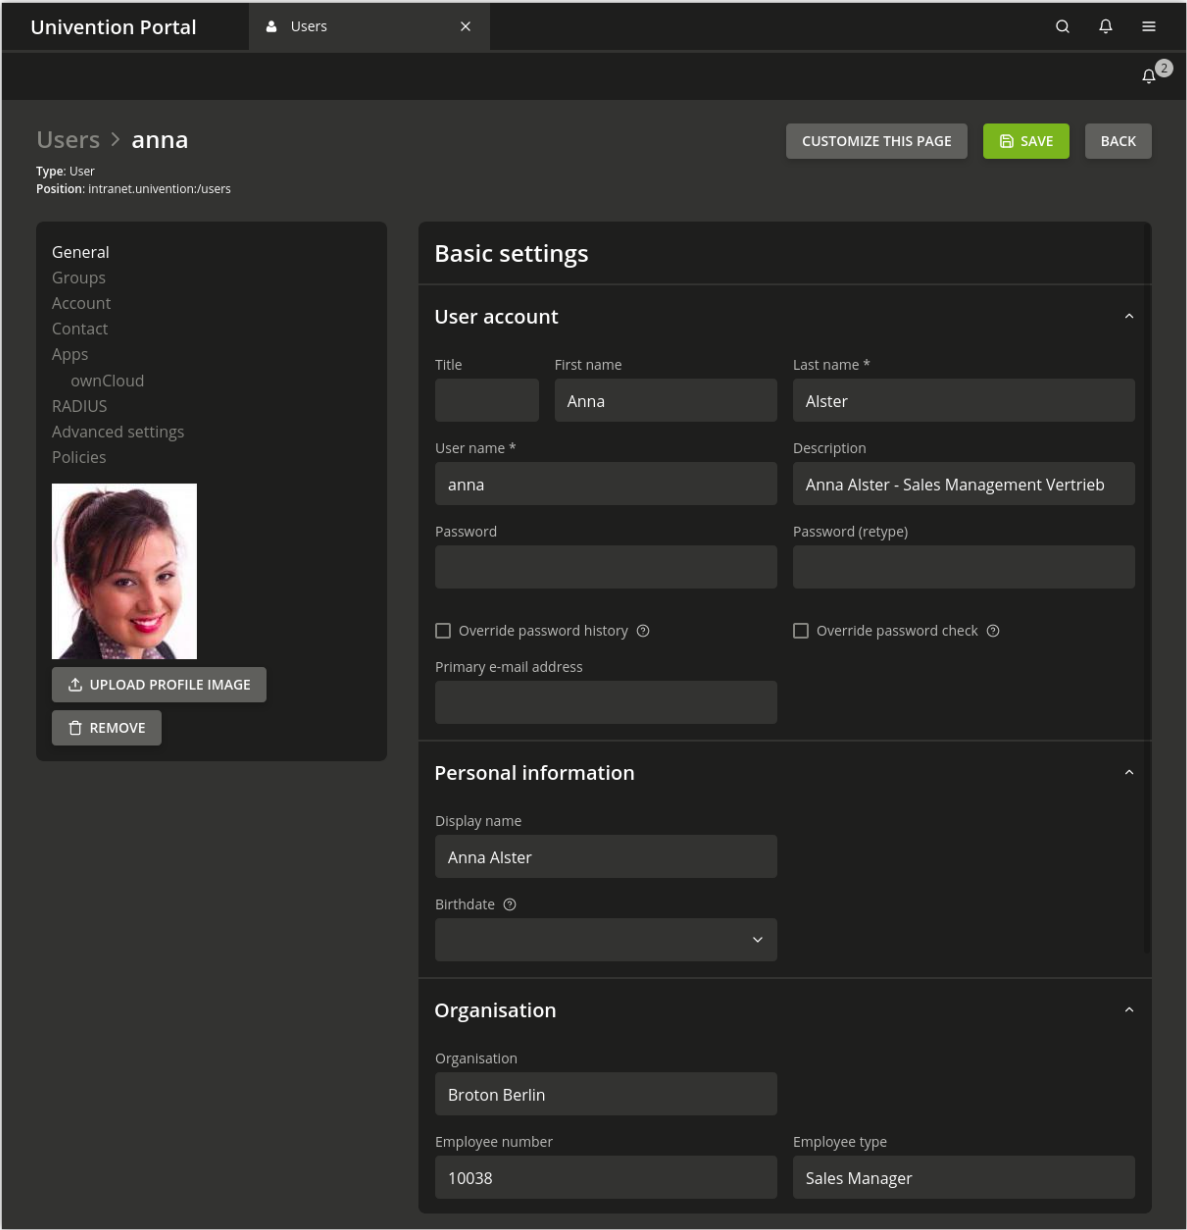 Univention Portal
Users
2
Users > anna
CUSTOMIZE THIS PAGE
SAVE
BACK
Type: User
Position: intranet.univention:/users
General
Groups
Account
Contact
Apps
ownCloud
RADIUS
Advanced settings
Policies
UPLOAD PROFILE IMAGE
REMOVE
Basic settings
User account
Title First name Last name *
Anna Alster
User name * Description
anna Anna Alster - Sales Management Vertrieb
Password Password (retype)
Override password history Override password check
Primary e-mail address
Personal information
Display name
Anna Alster
Birthdate
Organisation
Organisation
Broton Berlin
Employee number Employee type
10038 Sales Manager